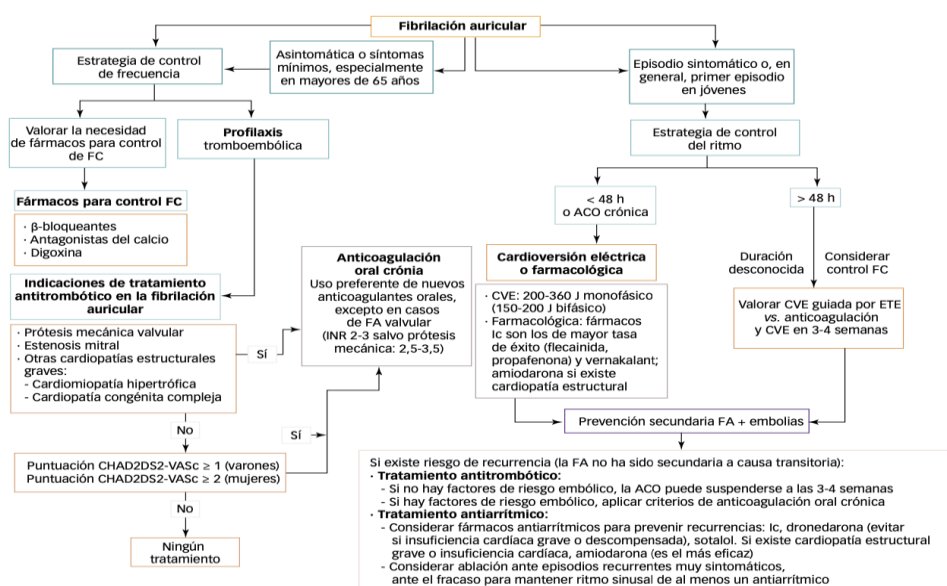 Fibrilación auricular
Estrategia de control
de frecuencia
Asintomática o síntomas
mínimos, especialmente
en mayores de 65 años
Episodio sintomático o, en
general, primer episodio
en jóvenes
Valorar la necesidad
de fármacos para control
de FC
Profilaxis
tromboembólica
Estrategia de control
del ritmo
Fármacos para control FC
· β-bloqueantes
· Antagonistas del calcio
· Digoxina
< 48 h
o ACO crónica
> 48 h
Indicaciones de tratamiento
antitrombótico en la fibrilación
auricular
· Prótesis mecánica valvular
· Estenosis mitral
· Otras cardiopatías estructurales
graves:
- Cardiomiopatía hipertrófica
- Cardiopatía congénita compleja
Sí
Anticoagulación
oral crónia
Uso preferente de nuevos
anticoagulantes orales,
excepto en casos
de FA valvular
(INR 2-3 salvo prótesis
mecánica: 2,5-3,5)
Cardioversión eléctrica
o farmacológica
· CVE: 200-360 J monofásico
(150-200 J bifásico)
· Farmacológica: fármacos
Ic son los de mayor tasa
de éxito (flecainida,
propafenona) y vernakalant;
amiodarona si existe
cardiopatía estructural
Duración
desconocida
Considerar
control FC
Valorar CVE guiada por ETE
vs. anticoagulación
y CVE en 3-4 semanas
No
Sí
Puntuación CHAD2DS2-VASc ≥ 1 (varones)
Puntuación CHAD2DS2-VASc ≥ 2 (mujeres)
No
Ningún
tratamiento
Prevención secundaria FA + embolias
Si existe riesgo de recurrencia (la FA no ha sido secundaria a causa transitoria):
· Tratamiento antitrombótico:
- Si no hay factores de riesgo embólico, la ACO puede suspenderse a las 3-4 semanas
- Si hay factores de riesgo embólico, aplicar criterios de anticoagulación oral crónica
· Tratamiento antiarrítmico:
- Considerar fármacos antiarrítmicos para prevenir recurrencias: Ic, dronedarona (evitar
si insuficiencia cardíaca grave o descompensada), sotalol. Si existe cardiopatía estructural
grave o insuficiencia cardíaca, amiodarona (es el más eficaz)
- Considerar ablación ante episodios recurrentes muy sintomáticos,
ante el fracaso para mantener ritmo sinusal de al menos un antiarrítmico